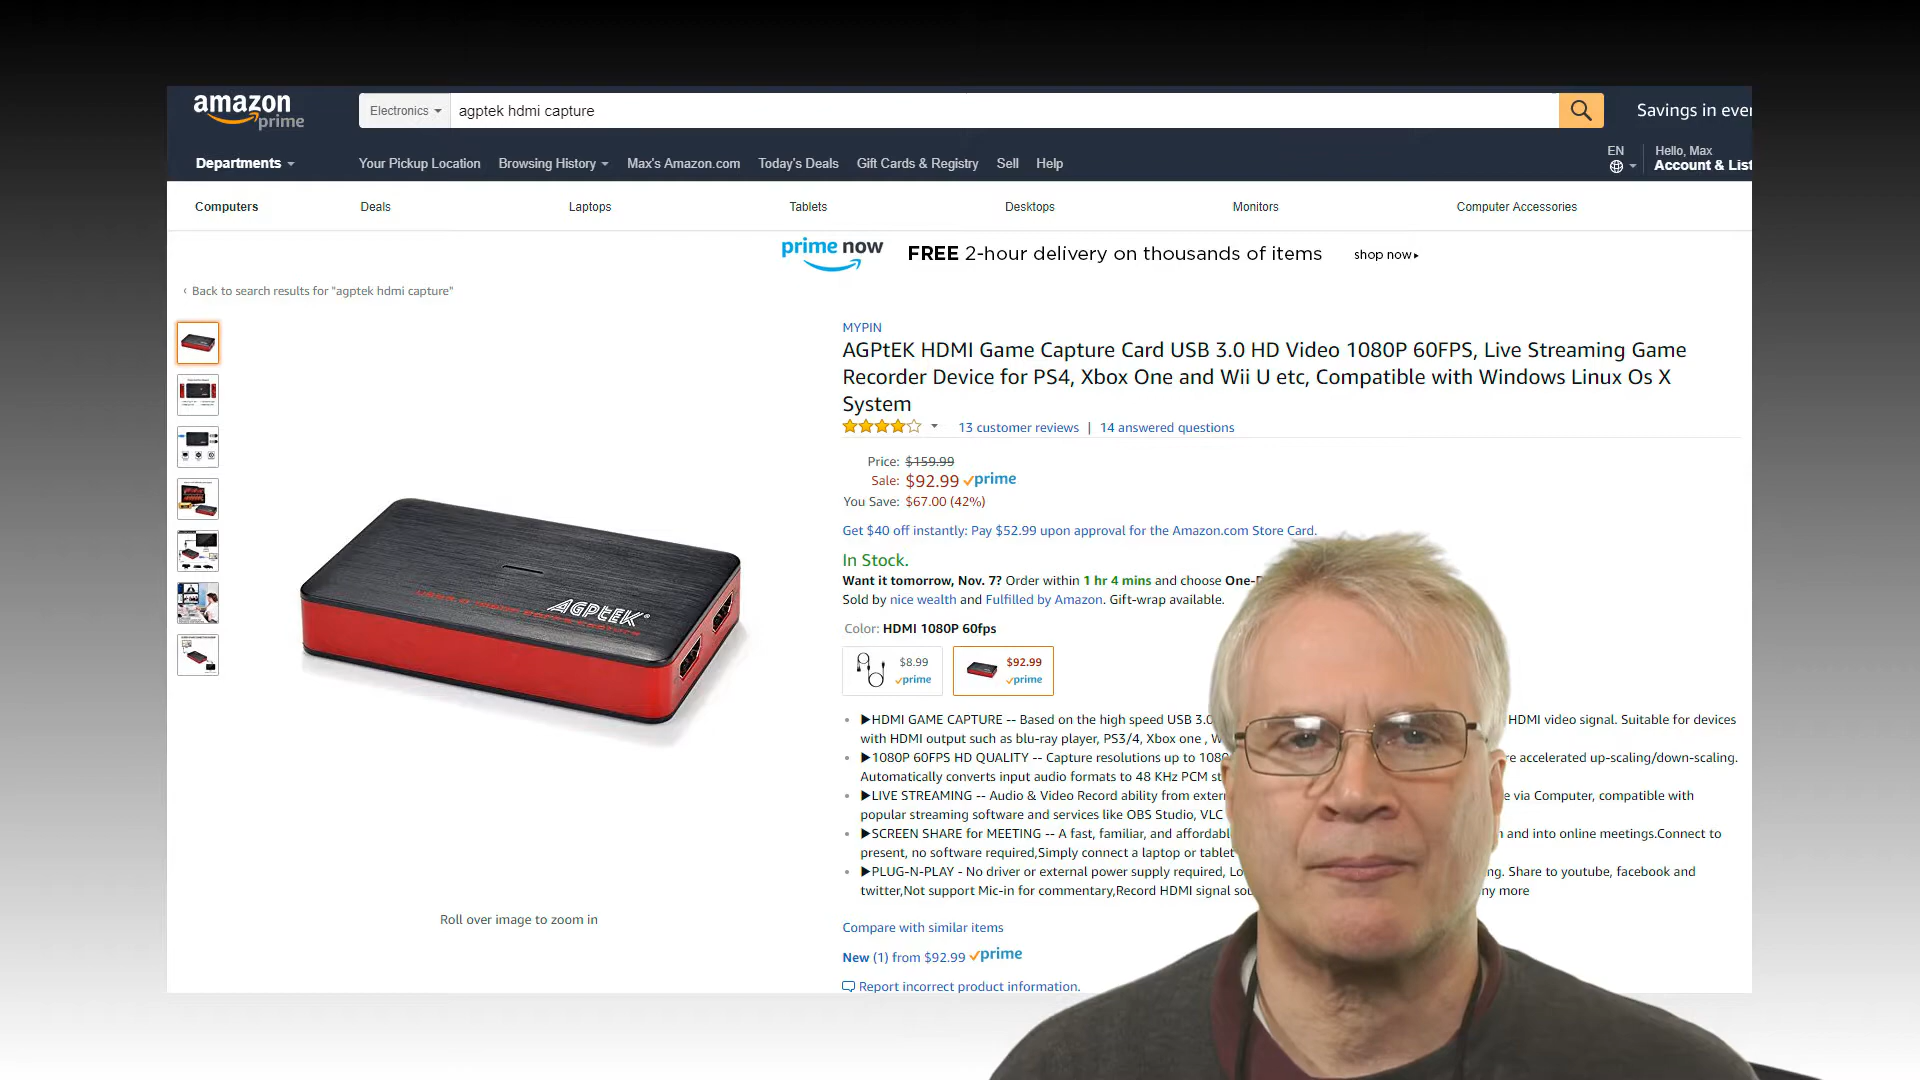 amazon
prime
Electronics
agptek hdmi capture
Savings in ever
Departments
Your Pickup Location
Browsing History
Max's Amazon.com
Today's Deals
Gift Cards & Registry
Sell
Help
EN
Hello, Max
Account & List
Computers
Deals
Laptops
Tablets
Desktops
Monitors
Computer Accessories
prime now
FREE 2-hour delivery on thousands of items
shop now
‹ Back to search results for "agptek hdmi capture"
MYPIN
AGPtEK HDMI Game Capture Card USB 3.0 HD Video 1080P 60FPS, Live Streaming Game
Recorder Device for PS4, Xbox One and Wii U etc, Compatible with Windows Linux Os X
System
13 customer reviews | 14 answered questions
Price: $159.99
Sale: $92.99 prime
You Save: $67.00 (42%)
Get $40 off instantly: Pay $52.99 upon approval for the Amazon.com Store Card.
In Stock.
Want it tomorrow, Nov. 7? Order within 1 hr 4 mins and choose One-
Sold by nice wealth and Fulfilled by Amazon. Gift-wrap available.
Color: HDMI 1080P 60fps
$8.99
prime
$92.99
prime
AGPtEK®
• ▶HDMI GAME CAPTURE -- Based on the high speed USB 3.0 HDMI video signal. Suitable for devices
with HDMI output such as blu-ray player, PS3/4, Xbox one , W
• ▶1080P 60FPS HD QUALITY -- Capture resolutions up to 1080 re accelerated up-scaling/down-scaling.
Automatically converts input audio formats to 48 KHz PCM st
• ▶LIVE STREAMING -- Audio & Video Record ability from exter e via Computer, compatible with
popular streaming software and services like OBS Studio, VLC
• ▶SCREEN SHARE for MEETING -- A fast, familiar, and affordabl n and into online meetings.Connect to
present, no software required,Simply connect a laptop or tablet
• ▶PLUG-N-PLAY - No driver or external power supply required, Lo ng. Share to youtube, facebook and
twitter,Not support Mic-in for commentary,Record HDMI signal sou ny more
Roll over image to zoom in
Compare with similar items
New (1) from $92.99 prime
Report incorrect product information.